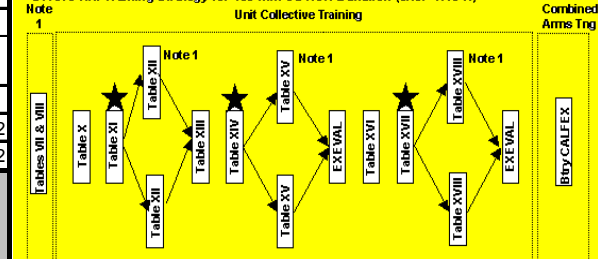 Note
1
Unit Collective Training
Combined
Arms Tng
Note 1
Note 1
Note 1
Tables VII & VIII
Table X
Table XI
Table XII
Table XII
Table XIII
Table XIV
Table XV
Table XV
EXEVAL
Table XVI
Table XVII
Table XVIII
Table XVIII
EXEVAL
Btry CALFEX
2
2